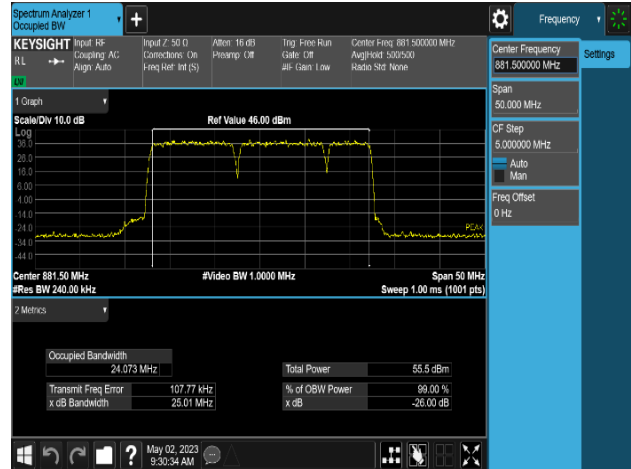 Spectrum Analyzer 1
Occupied BW
Frequency
KEYSIGHT
RL
Input: RF
Coupling: AC
Align: Auto
Input Z: 50 Ω
Corrections: On
Freq Ref: Int (S)
Atten: 16 dB
Preamp: Off
Trig: Free Run
Gate: Off
#IF Gain: Low
Center Freq: 881.500000 MHz
Avg|Hold: 500/500
Radio Std: None
Center Frequency
881.500000 MHz
Settings
Span
50.000 MHz
CF Step
5.000000 MHz
Auto
Man
Freq Offset
0 Hz
1 Graph
Scale/Div 10.0 dB
Ref Value 46.00 dBm
Log
36.0
26.0
16.0
6.00
-4.00
-14.0
-24.0
-34.0
-44.0
PEAK
Center 881.50 MHz
#Video BW 1.0000 MHz
Span 50 MHz
#Res BW 240.00 kHz
Sweep 1.00 ms (1001 pts)
2 Metrics
Occupied Bandwidth
24.073 MHz
Total Power 55.5 dBm
Transmit Freq Error 107.77 kHz
% of OBW Power 99.00 %
x dB Bandwidth 25.01 MHz
x dB -26.00 dB
?
May 02, 2023
9:30:34 AM